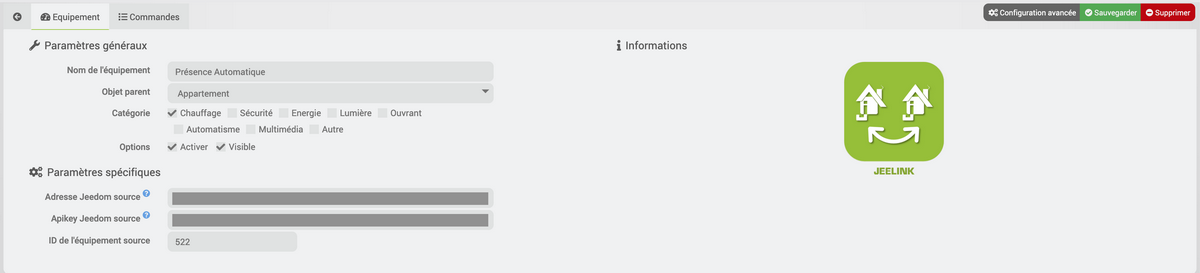 Equipement Commandes Configuration avancée Sauvegarder Supprimer
Paramètres généraux
Nom de l'équipement Présence Automatique
Objet parent Appartement
Catégorie Chauffage Sécurité Energie Lumière Ouvrant
Automatisme Multimédia Autre
Options Activer Visible
Paramètres spécifiques
Adresse Jeedom source ?
Apikey Jeedom source ?
ID de l'équipement source 522
Informations
JEELINK